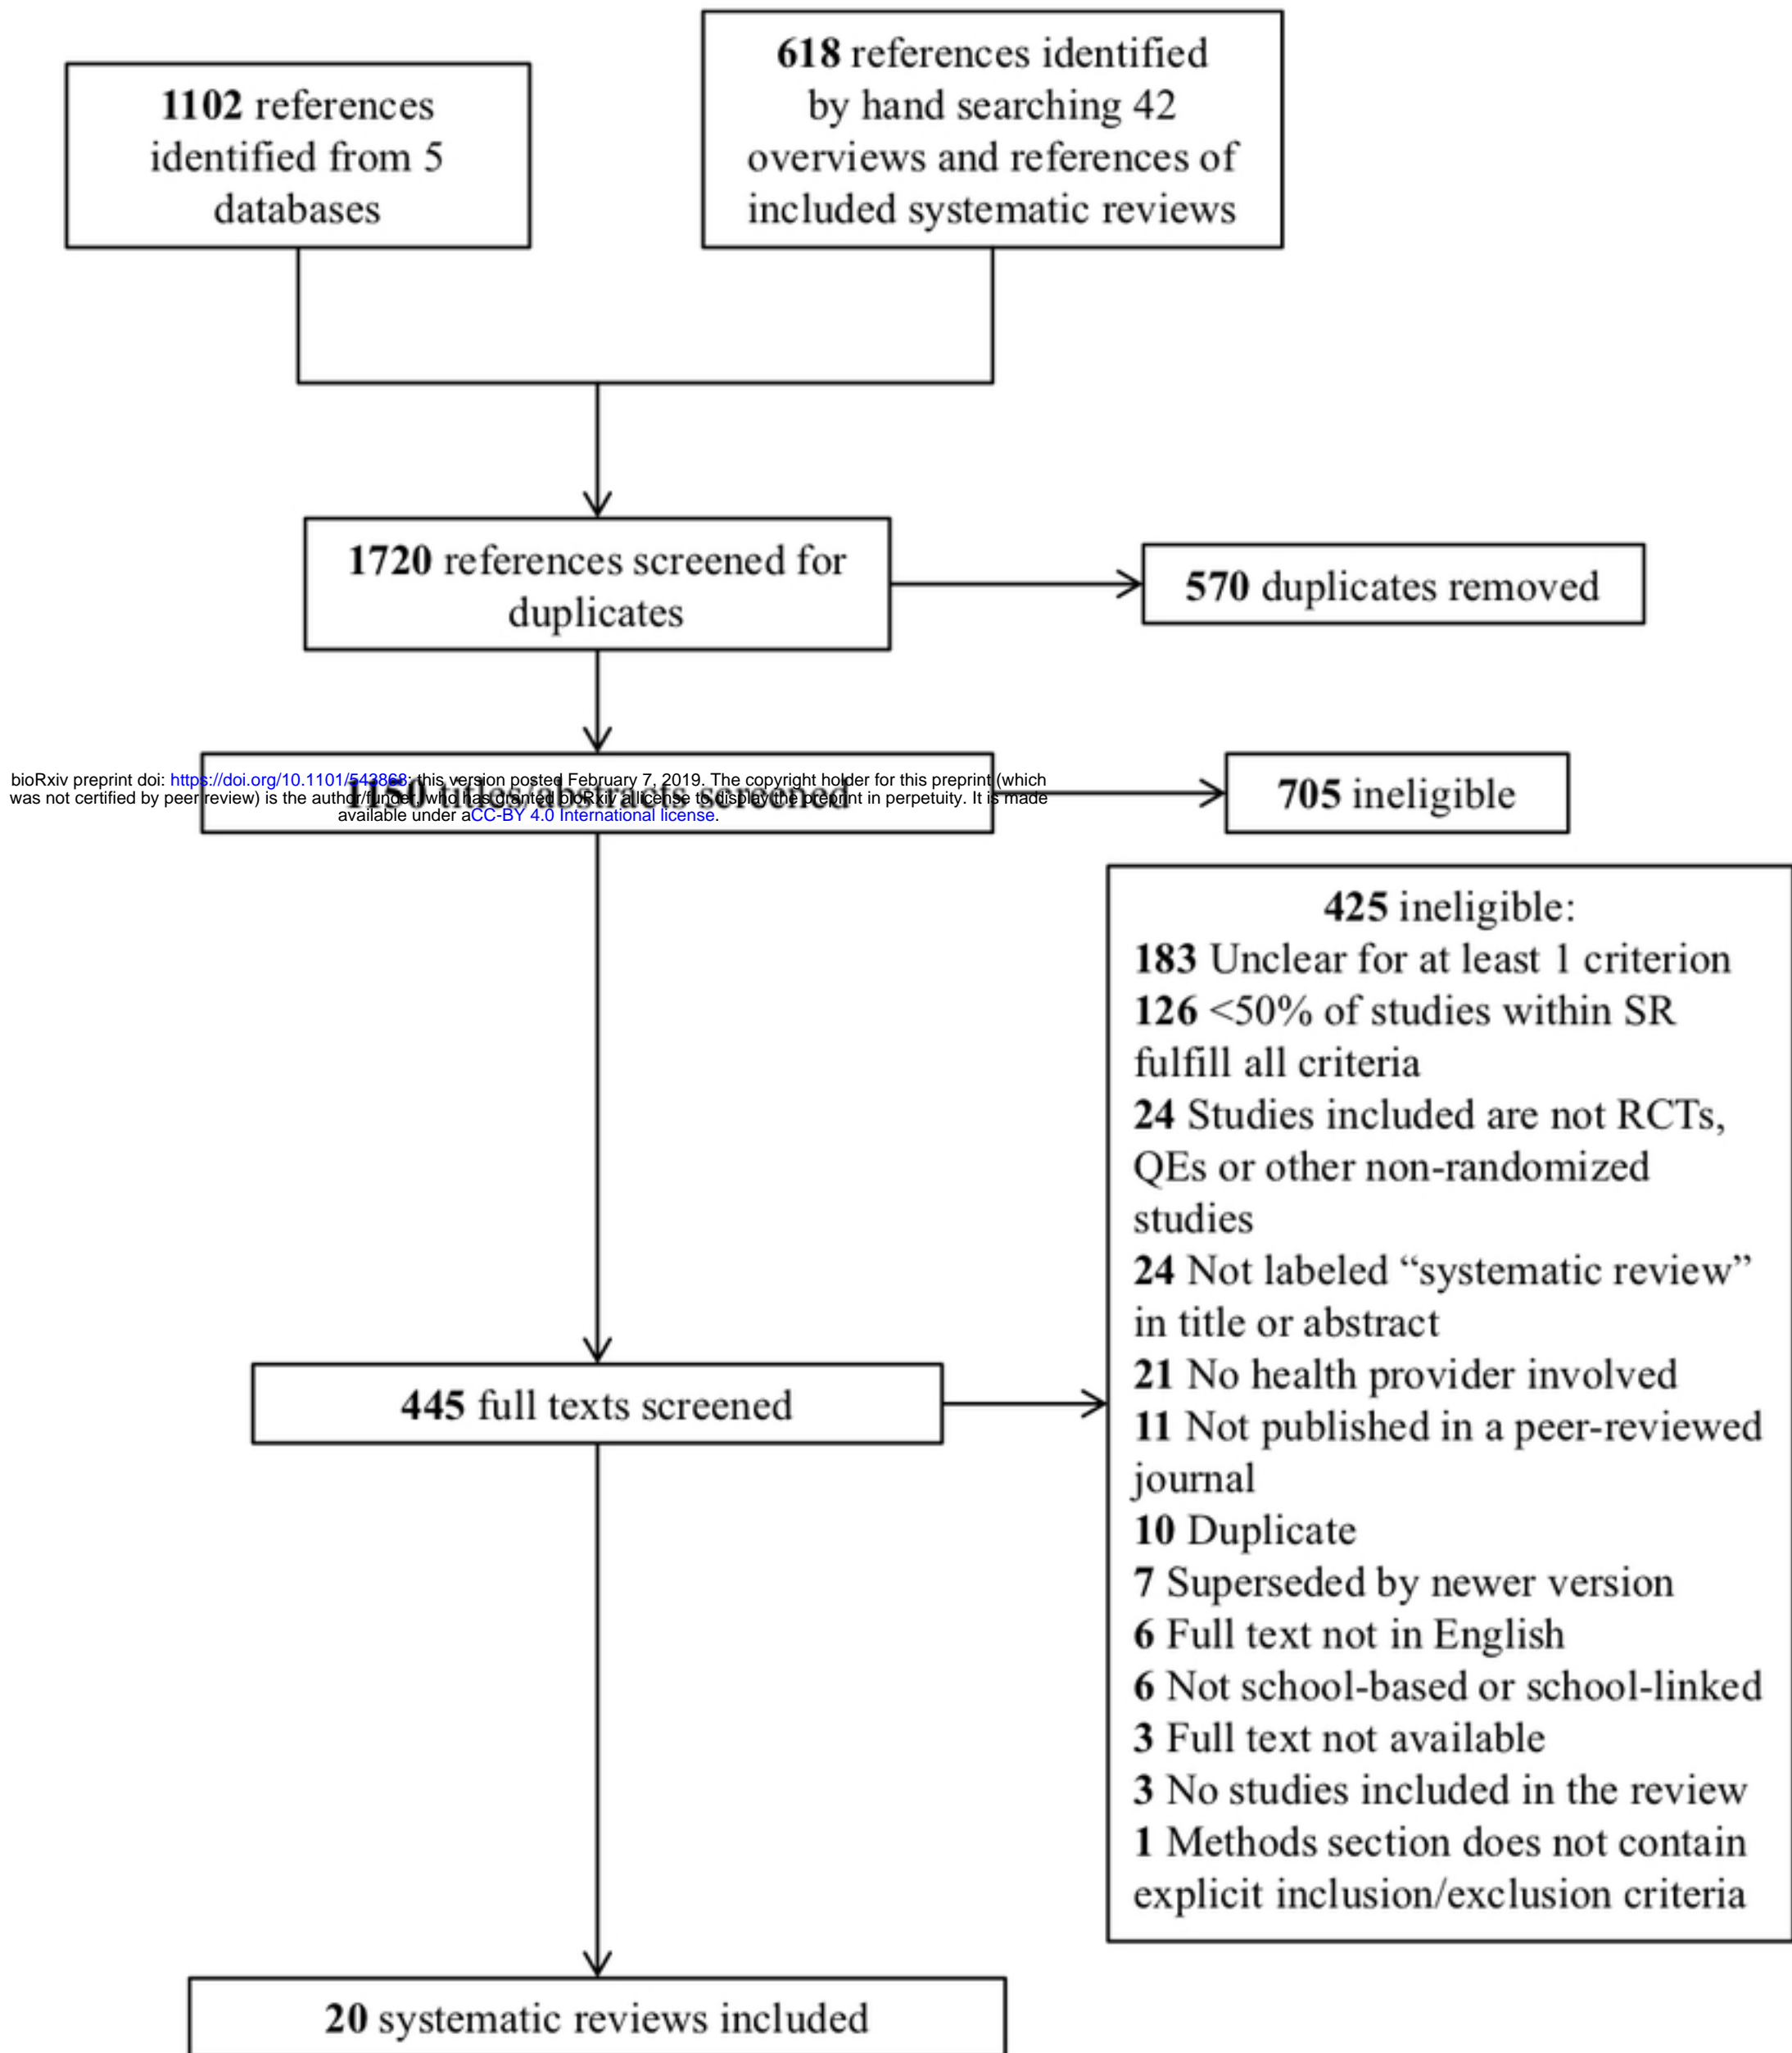 1102 references
identified from 5
databases
618 references identified
by hand searching 42
overviews and references of
included systematic reviews
1720 references screened for
duplicates
570 duplicates removed
bioRxiv preprint doi: https://doi.org/10.1101/543868; this version posted February 7, 2019. The copyright holder for this preprint (which
was not certified by peer review) is the author/funder, who has granted bioRxiv a license to display the preprint in perpetuity. It is made
available under aCC-BY 4.0 International license.
1150 titles/abstracts screened
705 ineligible
425 ineligible:
183 Unclear for at least 1 criterion
126 <50% of studies within SR
fulfill all criteria
24 Studies included are not RCTs,
QEs or other non-randomized
studies
24 Not labeled “systematic review”
in title or abstract
21 No health provider involved
11 Not published in a peer-reviewed
journal
10 Duplicate
7 Superseded by newer version
6 Full text not in English
6 Not school-based or school-linked
3 Full text not available
3 No studies included in the review
1 Methods section does not contain
explicit inclusion/exclusion criteria
445 full texts screened
20 systematic reviews included